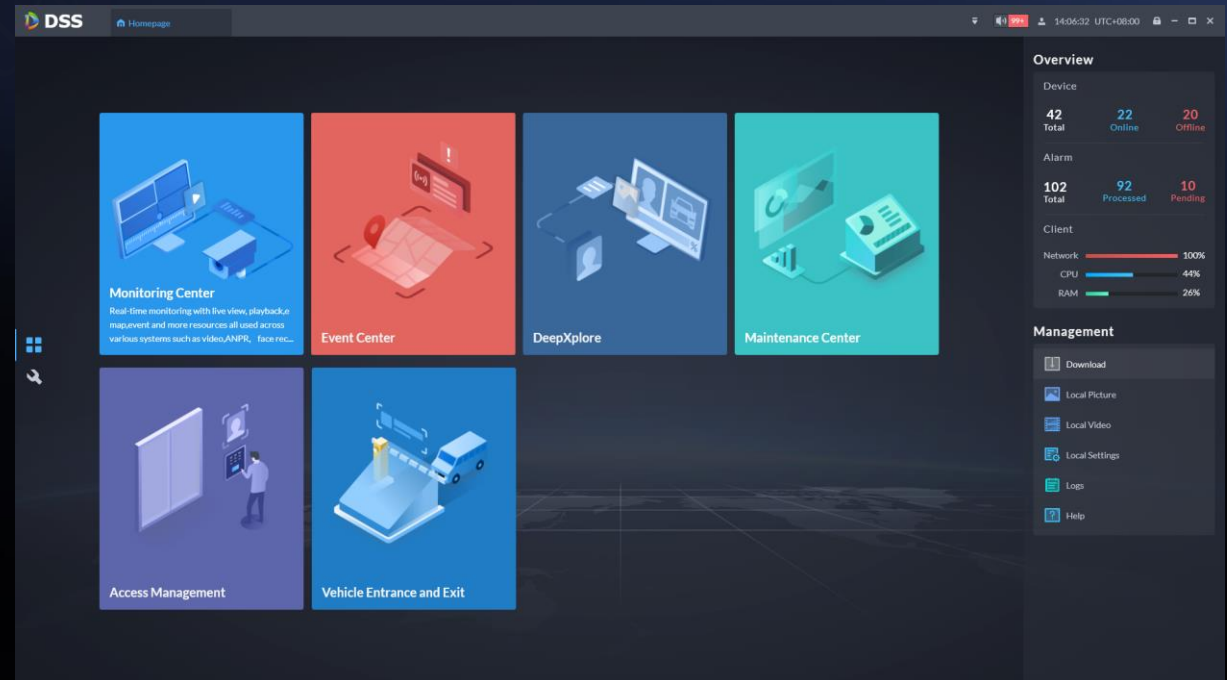 DSS
Homepage
99+
14:06:32 UTC+08:00
Monitoring Center
Real-time monitoring with live view, playback,e
map,event and more resources all used across
various systems such as video,ANPR, face rec...
Event Center
DeepXplore
Maintenance Center
Access Management
Vehicle Entrance and Exit
Overview
Device
42 22 20
Total Online Offline
Alarm
102 92 10
Total Processed Pending
Client
Network 100%
CPU 44%
RAM 26%
Management
Download
Local Picture
Local Video
Local Settings
Logs
Help